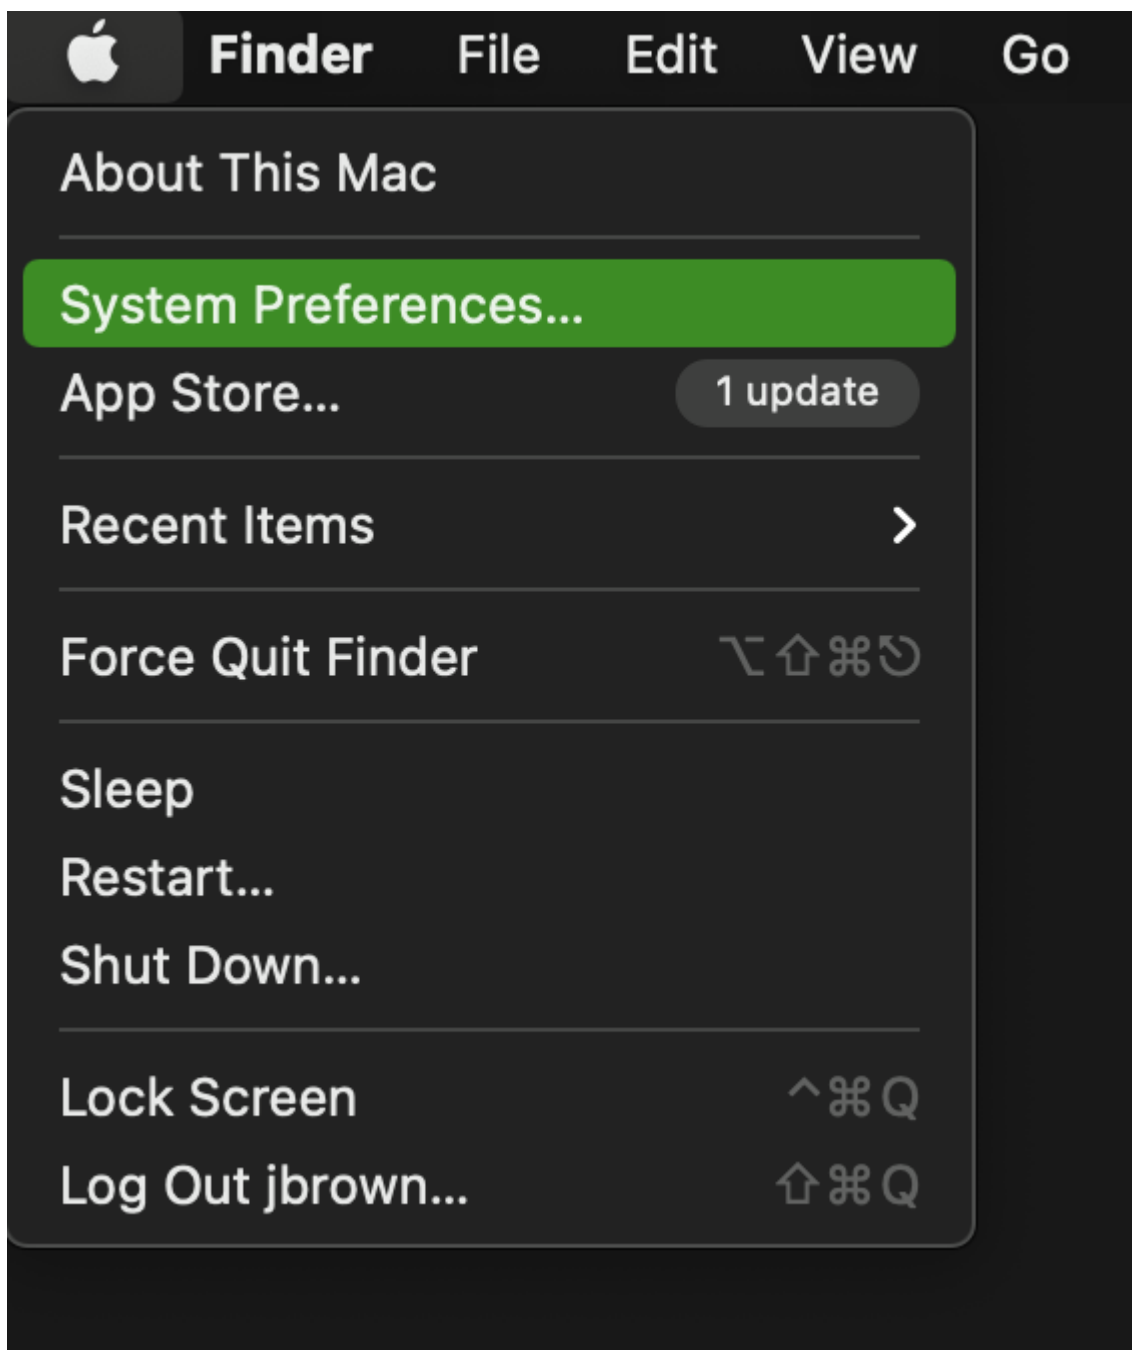 Finder File Edit View Go
About This Mac
System Preferences...
App Store... 1 update
Recent Items
Force Quit Finder ⌥⇧⌘⎋
Sleep
Restart...
Shut Down...
Lock Screen ^⌘Q
Log Out jbrown... ⇧⌘Q